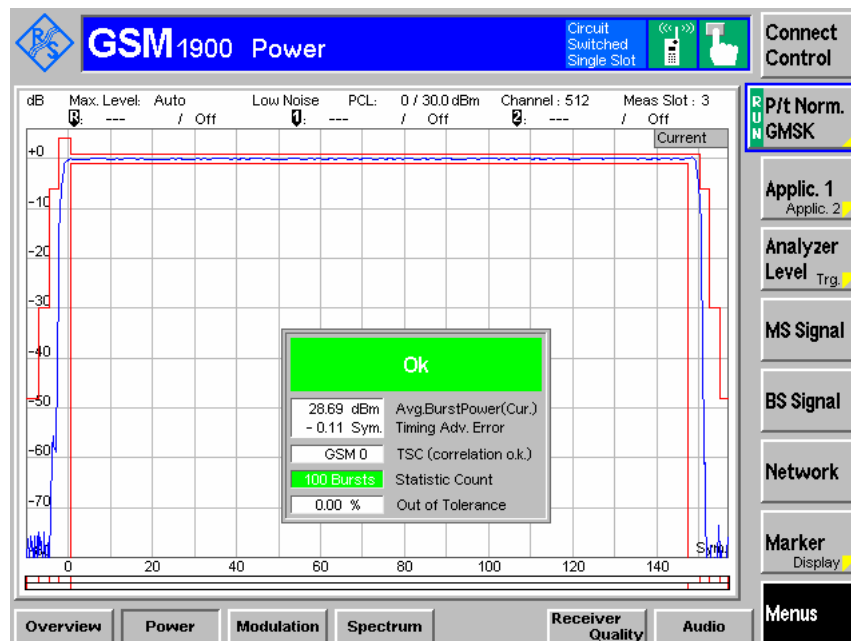 R&S
GSM 1900 Power
Circuit
Switched
Single Slot
Connect
Control
dB Max. Level: Auto Low Noise PCL: 0 / 30.0 dBm Channel : 512 Meas Slot : 3
R: --- / Off 1: --- / Off 2: --- / Off
Current
RUN
P/t Norm.
GMSK
Applic. 1
Applic. 2
Analyzer
Level Trg.
MS Signal
BS Signal
Network
Marker
Display
Menus
+0
-10
-20
-30
-40
-50
-60
-70
Ok
28.69 dBm Avg.BurstPower(Cur.)
- 0.11 Sym. Timing Adv. Error
GSM 0 TSC (correlation o.k.)
100 Bursts Statistic Count
0.00 % Out of Tolerance
Sym.
0 20 40 60 80 100 120 140
Overview Power Modulation Spectrum Receiver Quality Audio